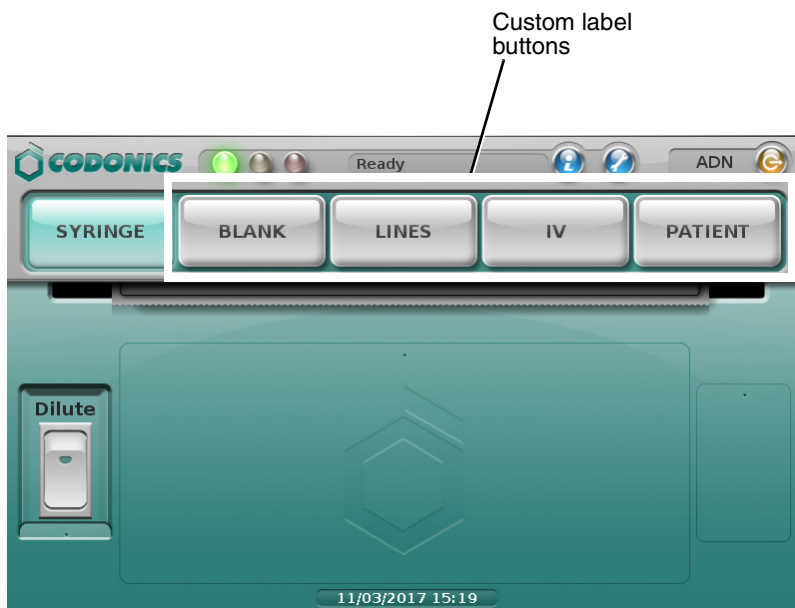 Custom label
buttons
CODONICS
Ready
ADN
SYRINGE
BLANK
LINES
IV
PATIENT
Dilute
11/03/2017 15:19